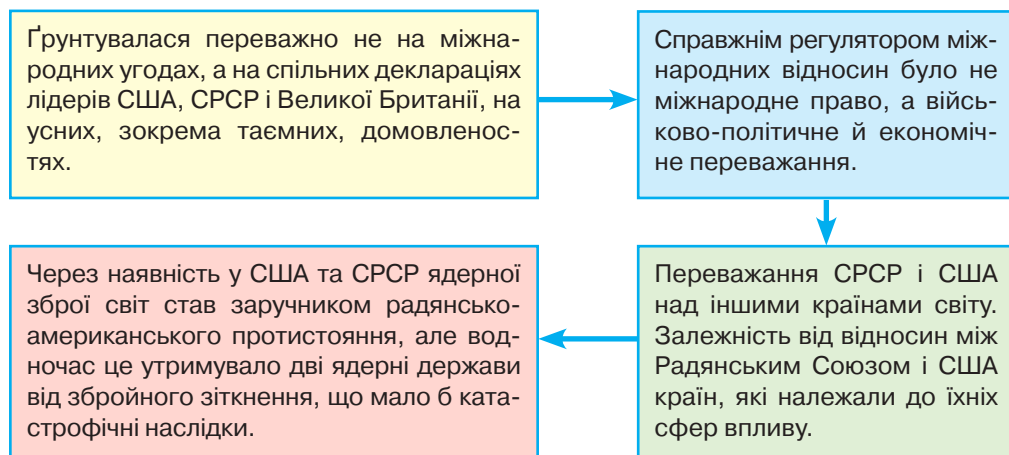 Ґрунтувалася переважно не на міжна-
родних угодах, а на спільних деклараціях
лідерів США, СРСР і Великої Британії, на
усних, зокрема таємних, домовленос-
тях.
Справжнім регулятором між-
народних відносин було не
міжнародне право, а війсь-
ково-політичне й економіч-
не переважання.
Переважання СРСР і США
над іншими країнами світу.
Залежність від відносин між
Радянським Союзом і США
країн, які належали до їхніх
сфер впливу.
Через наявність у США та СРСР ядерної
зброї світ став заручником радянсько-
американського протистояння, але вод-
ночас це утримувало дві ядерні держави
від збройного зіткнення, що мало б ката-
строфічні наслідки.